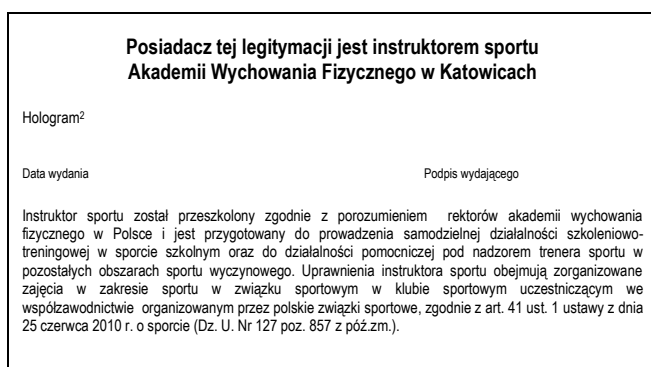 Posiadacz tej legitymacji jest instruktorem sportu
Akademii Wychowania Fizycznego w Katowicach
Hologram²
Data wydania Podpis wydającego
Instruktor sportu został przeszkolony zgodnie z porozumieniem rektorów akademii wychowania
fizycznego w Polsce i jest przygotowany do prowadzenia samodzielnej działalności szkoleniowo-
treningowej w sporcie szkolnym oraz do działalności pomocniczej pod nadzorem trenera sportu w
pozostałych obszarach sportu wyczynowego. Uprawnienia instruktora sportu obejmują zorganizowane
zajęcia w zakresie sportu w związku sportowym w klubie sportowym uczestniczącym we
współzawodnictwie organizowanym przez polskie związki sportowe, zgodnie z art. 41 ust. 1 ustawy z dnia
25 czerwca 2010 r. o sporcie (Dz. U. Nr 127 poz. 857 z póź.zm.).